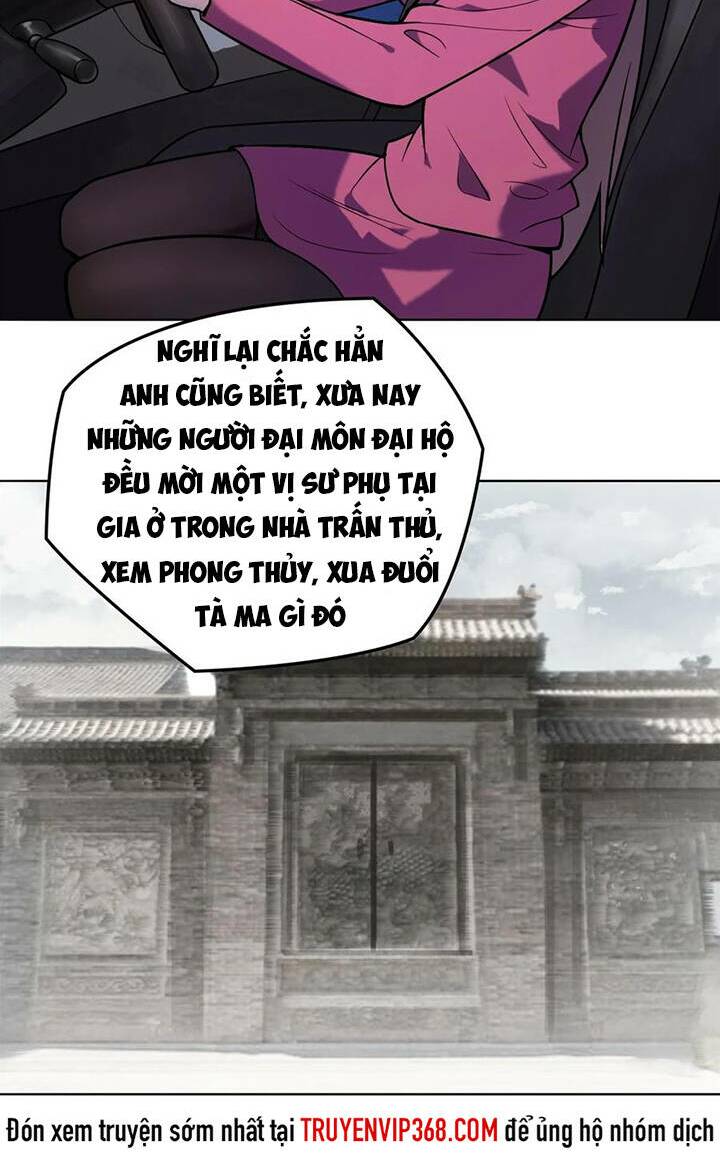 NGHĨ LẠI CHẮC HẲN
ANH CŨNG BIẾT, XƯA NAY
NHỮNG NGƯỜI ĐẠI MÔN ĐẠI HỘ
ĐỀU MỜI MỘT VỊ SƯ PHỤ TẠI
GIA Ở TRONG NHÀ TRẤN THỦ,
XEM PHONG THỦY, XUA ĐUỔI
TÀ MA GÌ ĐÓ
Đón xem truyện sớm nhất tại TRUYENVIP368.COM để ủng hộ nhóm dịch